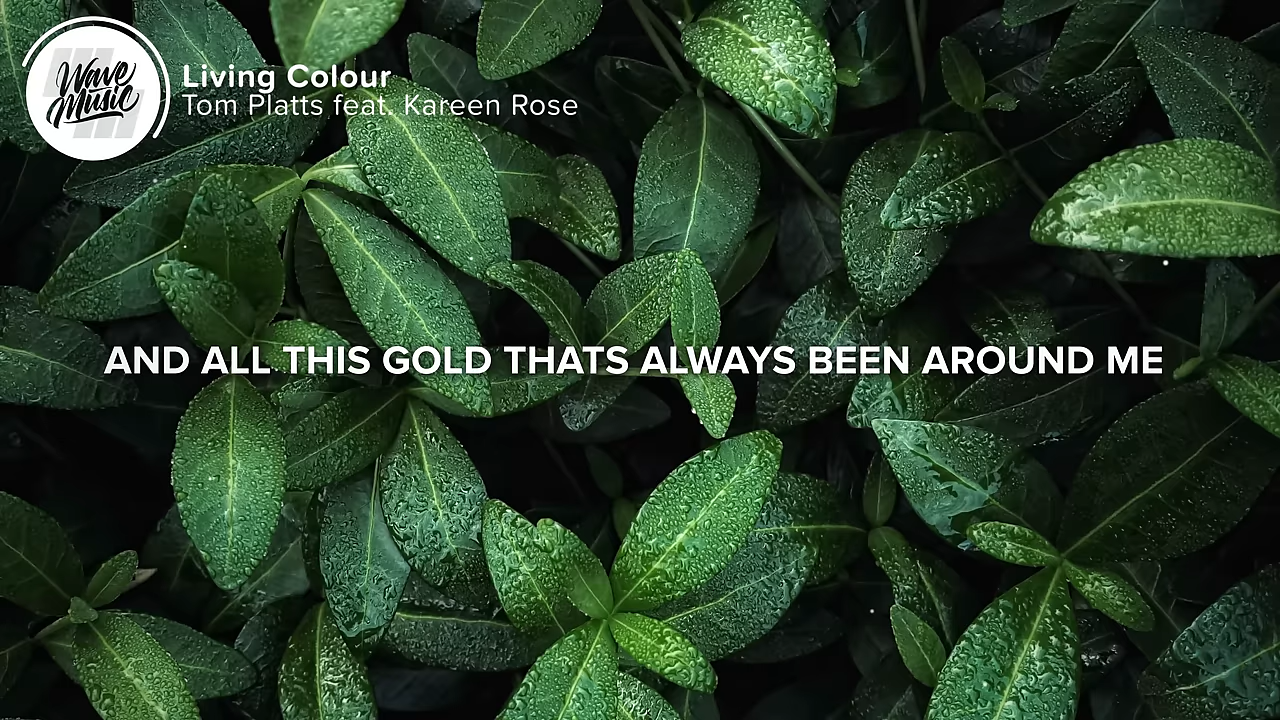 Wave
Music
Living Colour
Tom Platts feat. Kareen Rose
AND ALL THIS GOLD THATS ALWAYS BEEN AROUND ME